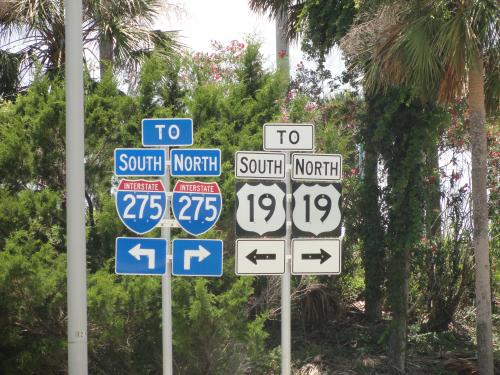 TO
SOUTH NORTH
INTERSTATE INTERSTATE
275 275
TO
SOUTH NORTH
19 19